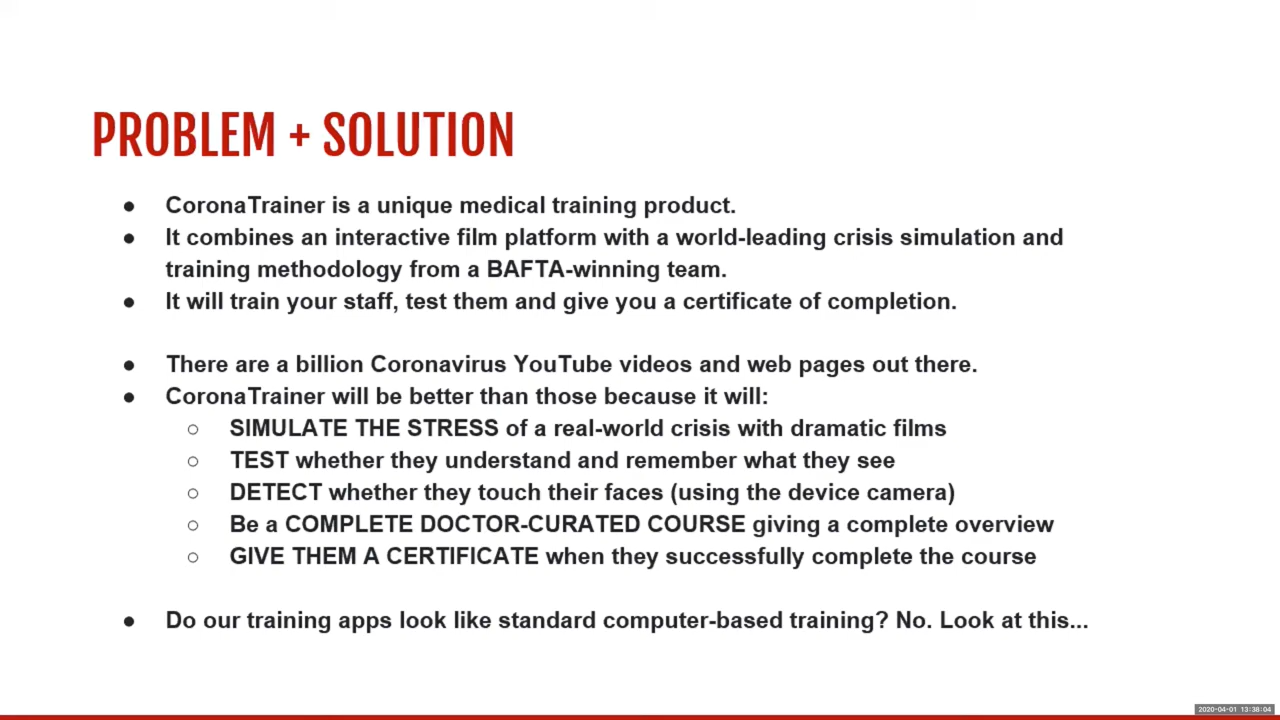 PROBLEM + SOLUTION
● CoronaTrainer is a unique medical training product.
● It combines an interactive film platform with a world-leading crisis simulation and
training methodology from a BAFTA-winning team.
● It will train your staff, test them and give you a certificate of completion.
● There are a billion Coronavirus YouTube videos and web pages out there.
● CoronaTrainer will be better than those because it will:
○ SIMULATE THE STRESS of a real-world crisis with dramatic films
○ TEST whether they understand and remember what they see
○ DETECT whether they touch their faces (using the device camera)
○ Be a COMPLETE DOCTOR-CURATED COURSE giving a complete overview
○ GIVE THEM A CERTIFICATE when they successfully complete the course
● Do our training apps look like standard computer-based training? No. Look at this...
2020-04-01 13:38:04